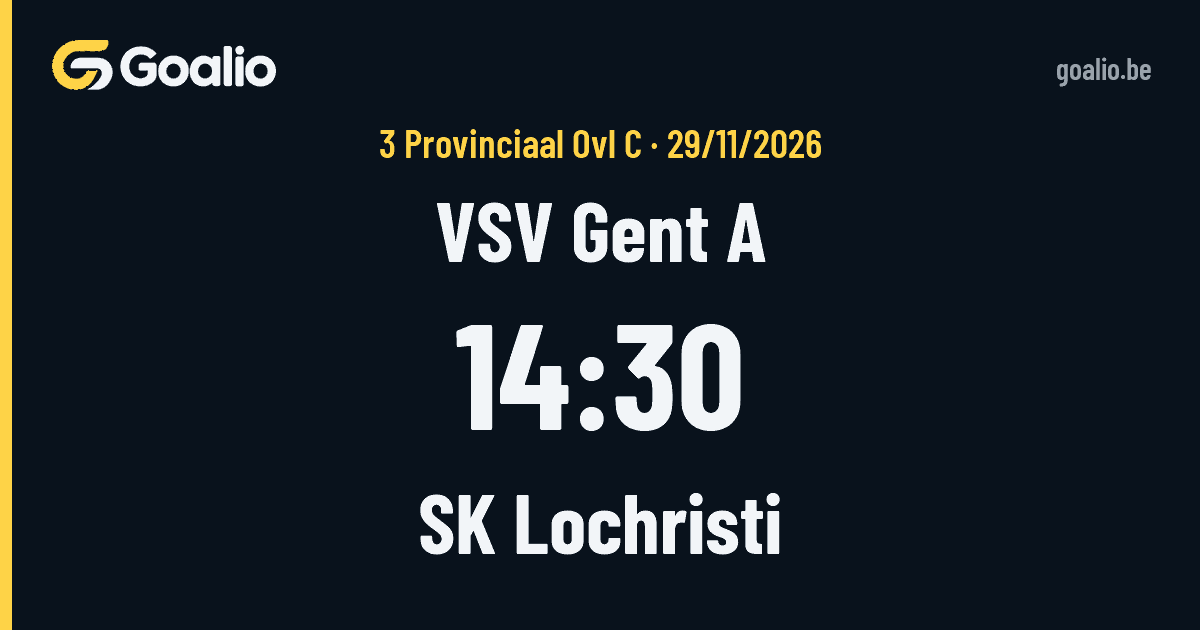 Goalio
goalio.be
3 Provinciaal Ovl C · 29/11/2026
VSV Gent A
14:30
SK Lochristi